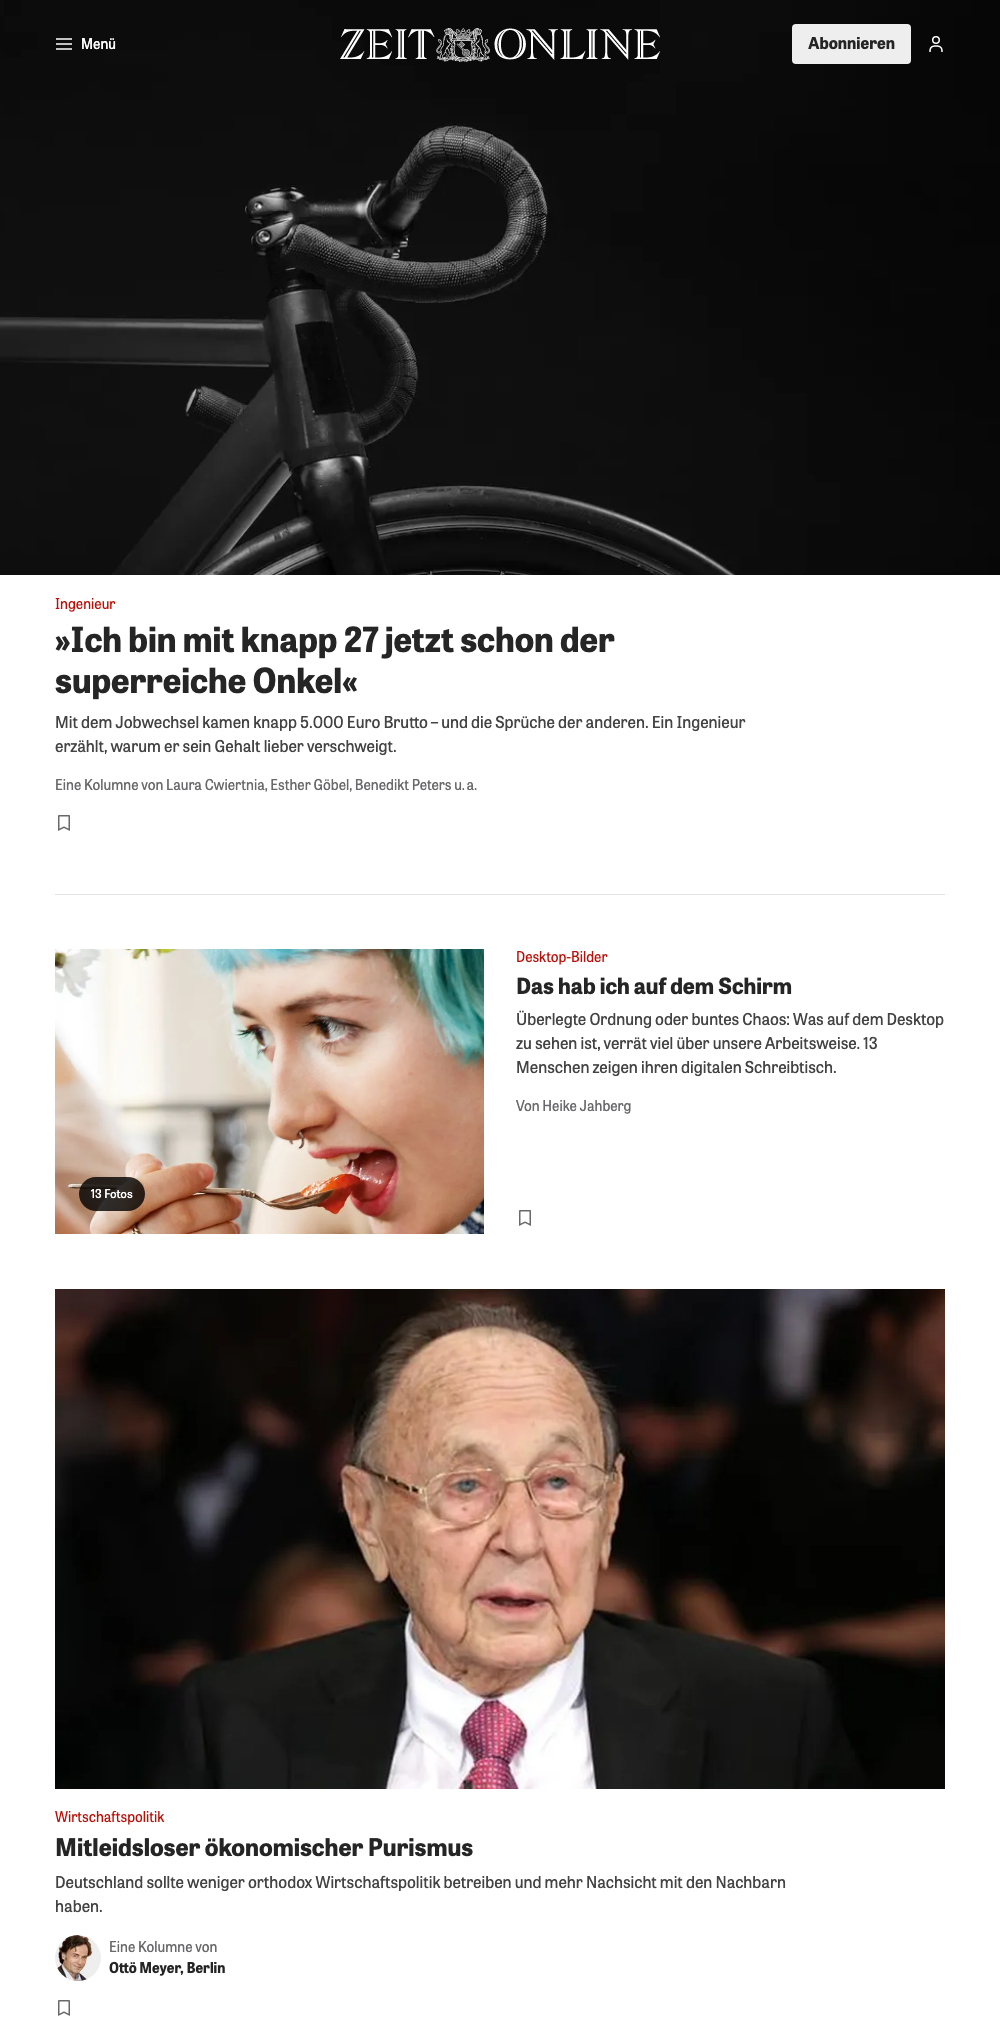 Menü
ZEIT ONLINE
Abonnieren
Ingenieur
»Ich bin mit knapp 27 jetzt schon der
superreiche Onkel«
Mit dem Jobwechsel kamen knapp 5.000 Euro Brutto – und die Sprüche der anderen. Ein Ingenieur
erzählt, warum er sein Gehalt lieber verschweigt.
Eine Kolumne von Laura Cwiertnia, Esther Göbel, Benedikt Peters u. a.
13 Fotos
Desktop-Bilder
Das hab ich auf dem Schirm
Überlegte Ordnung oder buntes Chaos: Was auf dem Desktop
zu sehen ist, verrät viel über unsere Arbeitsweise. 13
Menschen zeigen ihren digitalen Schreibtisch.
Von Heike Jahberg
Wirtschaftspolitik
Mitleidsloser ökonomischer Purismus
Deutschland sollte weniger orthodox Wirtschaftspolitik betreiben und mehr Nachsicht mit den Nachbarn
haben.
Eine Kolumne von
Ottö Meyer, Berlin